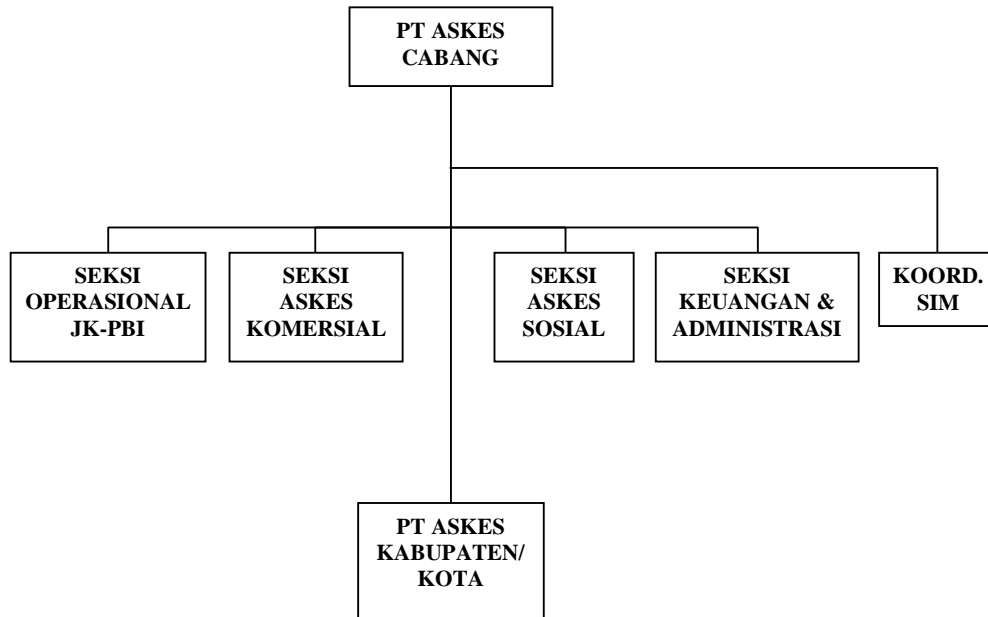 PT ASKES
CABANG
SEKSI
OPERASIONAL
JK-PBI
SEKSI
ASKES
KOMERSIAL
SEKSI
ASKES
SOSIAL
SEKSI
KEUANGAN &
ADMINISTRASI
KOORD.
SIM
PT ASKES
KABUPATEN/
KOTA